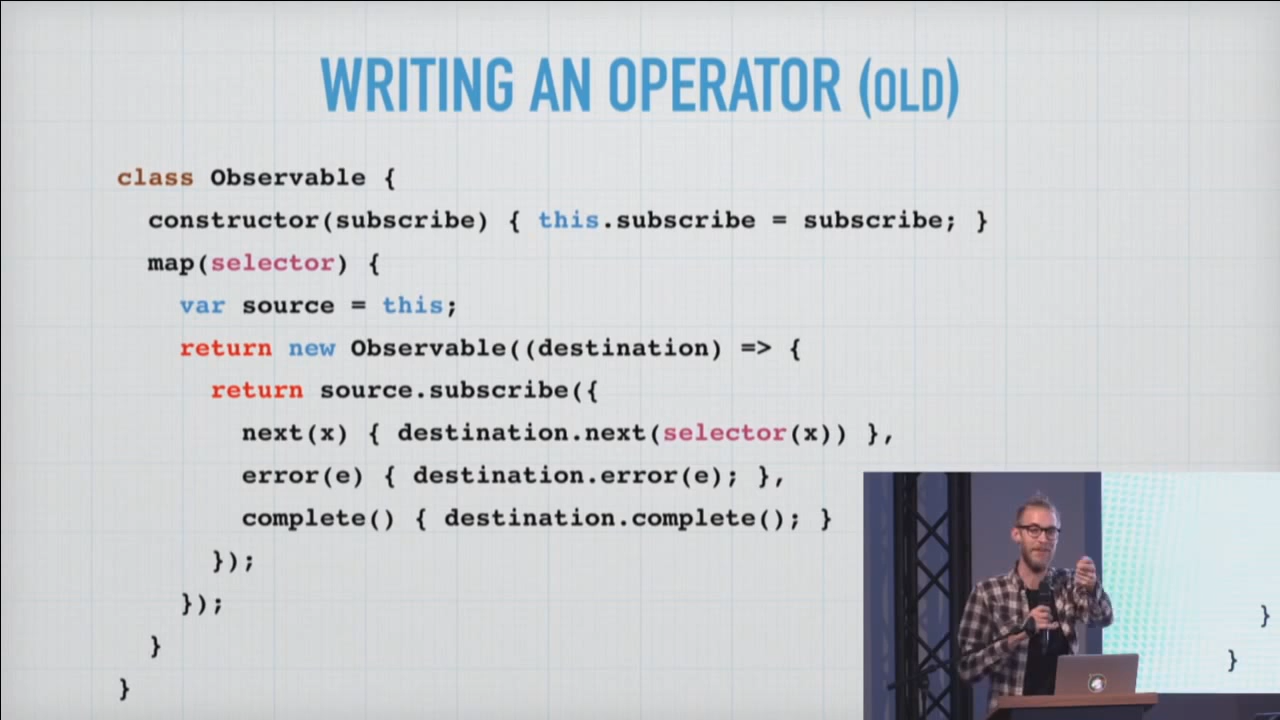 WRITING AN OPERATOR (OLD)
class Observable {
constructor(subscribe) { this.subscribe = subscribe; }
map(selector) {
var source = this;
return new Observable((destination) => {
return source.subscribe({
next(x) { destination.next(selector(x)) },
error(e) { destination.error(e); },
complete() { destination.complete(); }
});
});
}
}
}
}